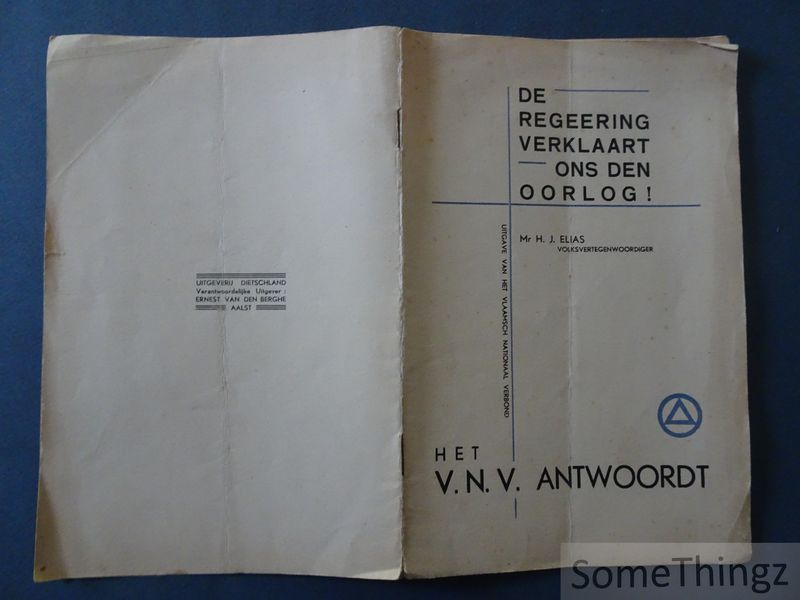 UITGEVERIJ DIETSCHLAND
Verantwoordelijke Uitgever :
ERNEST VAN DEN BERGHE
AALST
DE
REGEERING
VERKLAART
ONS DEN
OORLOG !
Mr H. J. ELIAS
VOLKSVERTEGENWOORDIGER
UITGAVE VAN HET VLAAMSCH NATIONAAL VERBOND
HET
V. N. V. ANTWOORDT
SomeThingz